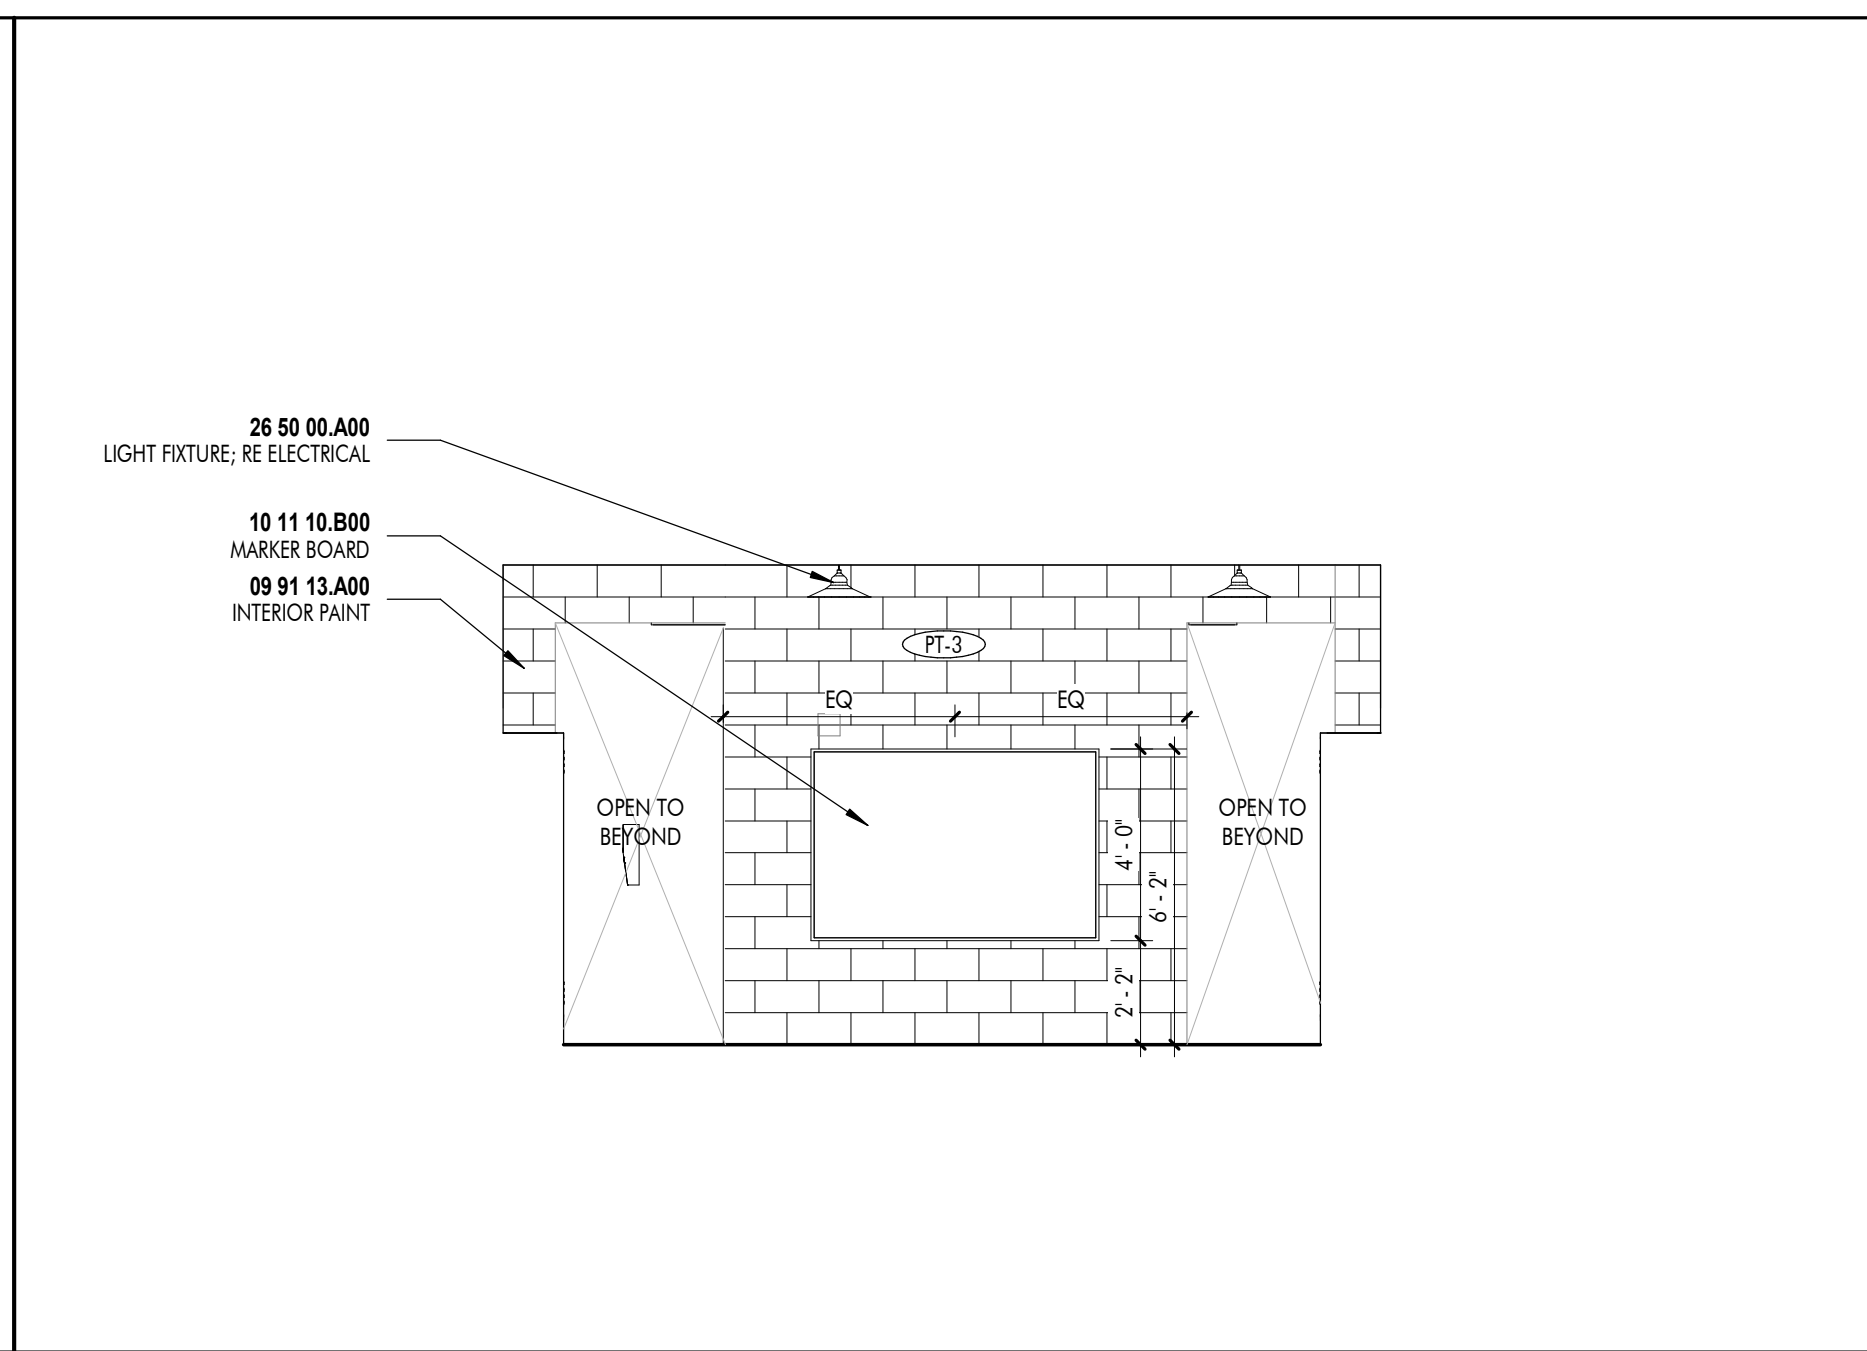 26 50 00.A00
LIGHT FIXTURE; RE ELECTRICAL
10 11 10.B00
MARKER BOARD
09 91 13.A00
INTERIOR PAINT
PT-3
EQ
EQ
OPEN TO
BEYOND
OPEN TO
BEYOND
4' - 0"
6' - 2"
2' - 2"